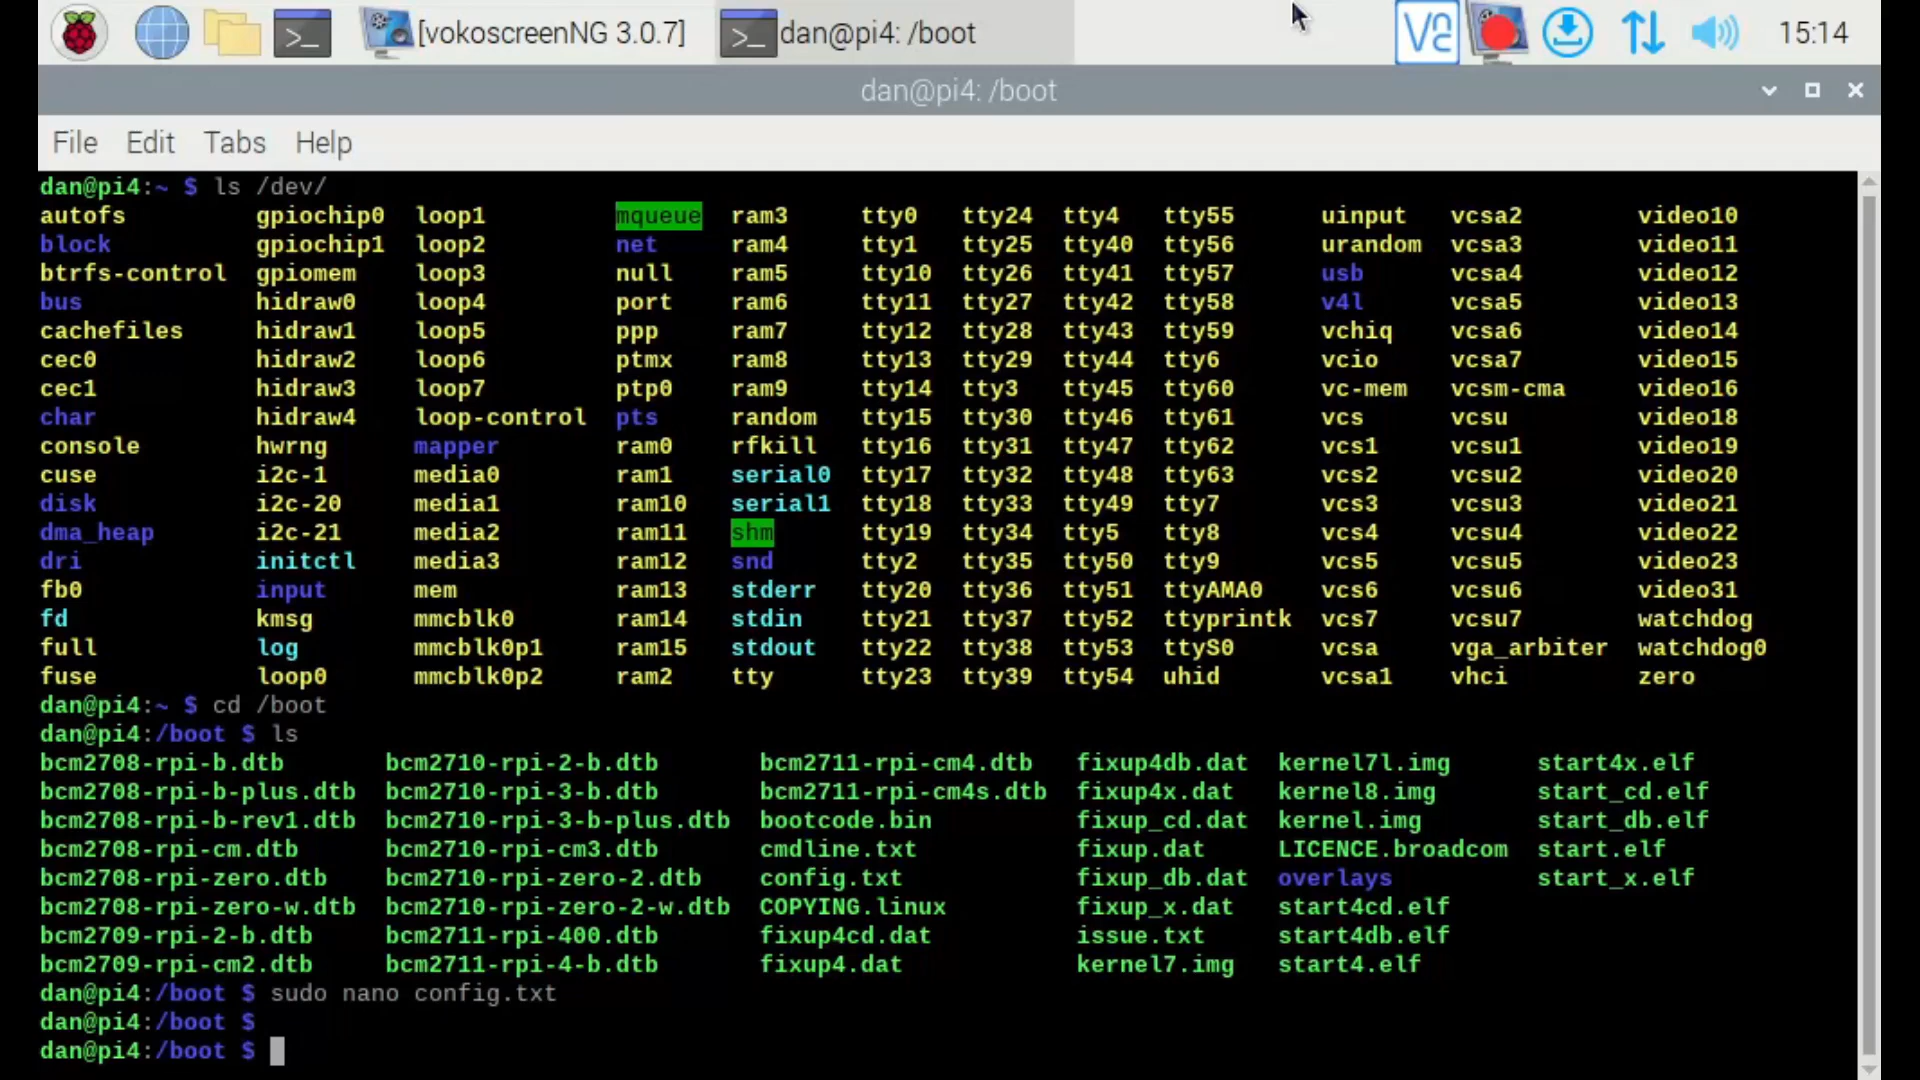 [vokoscreenNG 3.0.7] dan@pi4: /boot 15:14
dan@pi4: /boot
File Edit Tabs Help
dan@pi4:~ $ ls /dev/
autofs gpiochip0 loop1 mqueue ram3 tty0 tty24 tty4 tty55 uinput vcsa2 video10
block gpiochip1 loop2 net ram4 tty1 tty25 tty40 tty56 urandom vcsa3 video11
btrfs-control gpiomem loop3 null ram5 tty10 tty26 tty41 tty57 usb vcsa4 video12
bus hidraw0 loop4 port ram6 tty11 tty27 tty42 tty58 v4l vcsa5 video13
cachefiles hidraw1 loop5 ppp ram7 tty12 tty28 tty43 tty59 vchiq vcsa6 video14
cec0 hidraw2 loop6 ptmx ram8 tty13 tty29 tty44 tty6 vcio vcsa7 video15
cec1 hidraw3 loop7 ptp0 ram9 tty14 tty3 tty45 tty60 vc-mem vcsm-cma video16
char hidraw4 loop-control pts random tty15 tty30 tty46 tty61 vcs vcsu video18
console hwrng mapper ram0 rfkill tty16 tty31 tty47 tty62 vcs1 vcsu1 video19
cuse i2c-1 media0 ram1 serial0 tty17 tty32 tty48 tty63 vcs2 vcsu2 video20
disk i2c-20 media1 ram10 serial1 tty18 tty33 tty49 tty7 vcs3 vcsu3 video21
dma_heap i2c-21 media2 ram11 shm tty19 tty34 tty5 tty8 vcs4 vcsu4 video22
dri initctl media3 ram12 snd tty2 tty35 tty50 tty9 vcs5 vcsu5 video23
fb0 input mem ram13 stderr tty20 tty36 tty51 ttyAMA0 vcs6 vcsu6 video31
fd kmsg mmcblk0 ram14 stdin tty21 tty37 tty52 ttyprintk vcs7 vcsu7 watchdog
full log mmcblk0p1 ram15 stdout tty22 tty38 tty53 ttyS0 vcsa vga_arbiter watchdog0
fuse loop0 mmcblk0p2 ram2 tty tty23 tty39 tty54 uhid vcsa1 vhci zero
dan@pi4:~ $ cd /boot
dan@pi4:/boot $ ls
bcm2708-rpi-b.dtb bcm2710-rpi-2-b.dtb bcm2711-rpi-cm4.dtb fixup4db.dat kernel7l.img start4x.elf
bcm2708-rpi-b-plus.dtb bcm2710-rpi-3-b.dtb bcm2711-rpi-cm4s.dtb fixup4x.dat kernel8.img start_cd.elf
bcm2708-rpi-b-rev1.dtb bcm2710-rpi-3-b-plus.dtb bootcode.bin fixup_cd.dat kernel.img start_db.elf
bcm2708-rpi-cm.dtb bcm2710-rpi-cm3.dtb cmdline.txt fixup.dat LICENCE.broadcom start.elf
bcm2708-rpi-zero.dtb bcm2710-rpi-zero-2.dtb config.txt fixup_db.dat overlays start_x.elf
bcm2708-rpi-zero-w.dtb bcm2710-rpi-zero-2-w.dtb COPYING.linux fixup_x.dat start4cd.elf
bcm2709-rpi-2-b.dtb bcm2711-rpi-400.dtb fixup4cd.dat issue.txt start4db.elf
bcm2709-rpi-cm2.dtb bcm2711-rpi-4-b.dtb fixup4.dat kernel7.img start4.elf
dan@pi4:/boot $ sudo nano config.txt
dan@pi4:/boot $
dan@pi4:/boot $